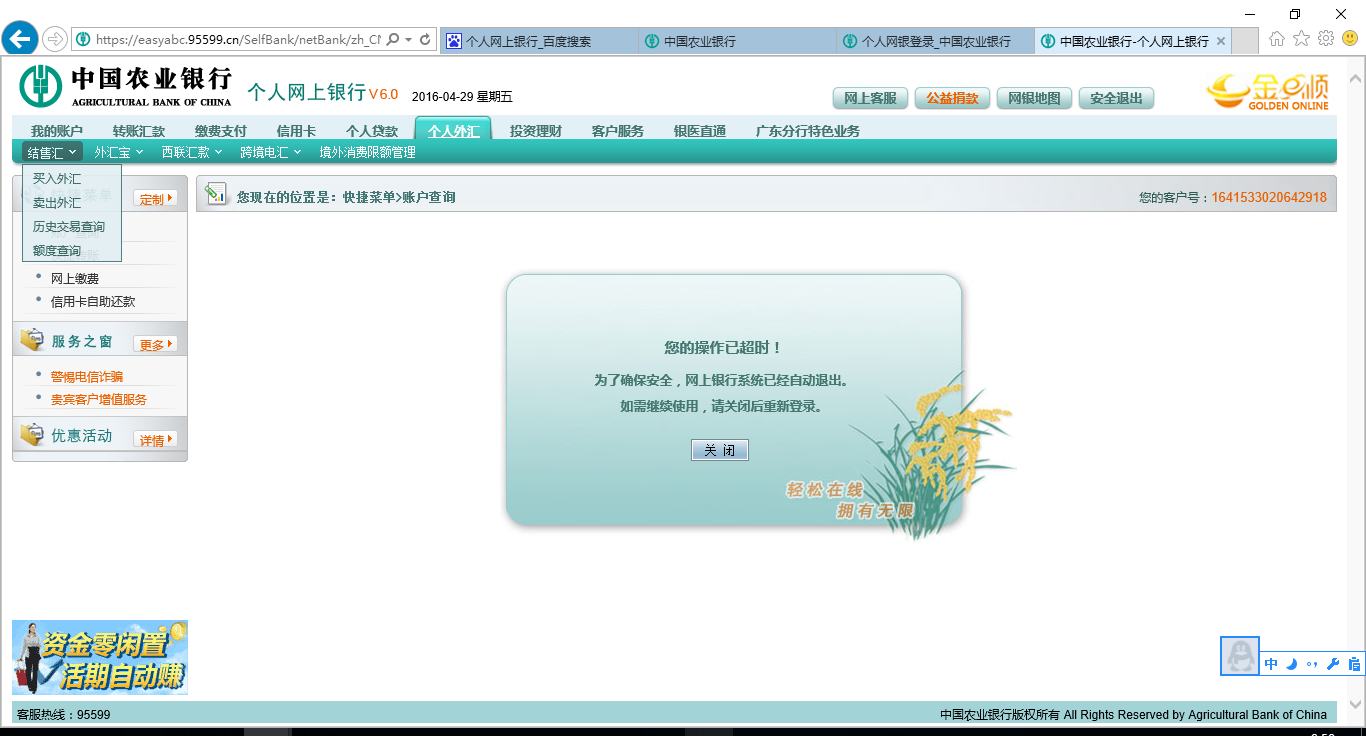 https://easyabc.95599.cn/SelfBank/netBank/zh_CN
个人网上银行_百度搜索
中国农业银行
个人网银登录_中国农业银行
中国农业银行-个人网上银行
中国农业银行
AGRICULTURAL BANK OF CHINA
个人网上银行 V6.0
2016-04-29 星期五
网上客服
公益捐款
网银地图
安全退出
金e顺
GOLDEN ONLINE
我的账户 转账汇款 缴费支付 信用卡 个人贷款 个人外汇 投资理财 客户服务 银医直通 广东分行特色业务
结售汇 外汇宝 西联汇款 跨境电汇 境外消费限额管理
买入外汇
卖出外汇
历史交易查询
额度查询
定制
您现在的位置是：快捷菜单>账户查询
您的客户号：1641533020642918
网上缴费
信用卡自助还款
服务之窗
更多
警惕电信诈骗
贵宾客户增值服务
优惠活动
详情
您的操作已超时！
为了确保安全，网上银行系统已经自动退出。
如需继续使用，请关闭后重新登录。
关 闭
轻松在线
拥有无限
资金零闲置
活期自动赚
中
客服热线：95599
中国农业银行版权所有 All Rights Reserved by Agricultural Bank of China